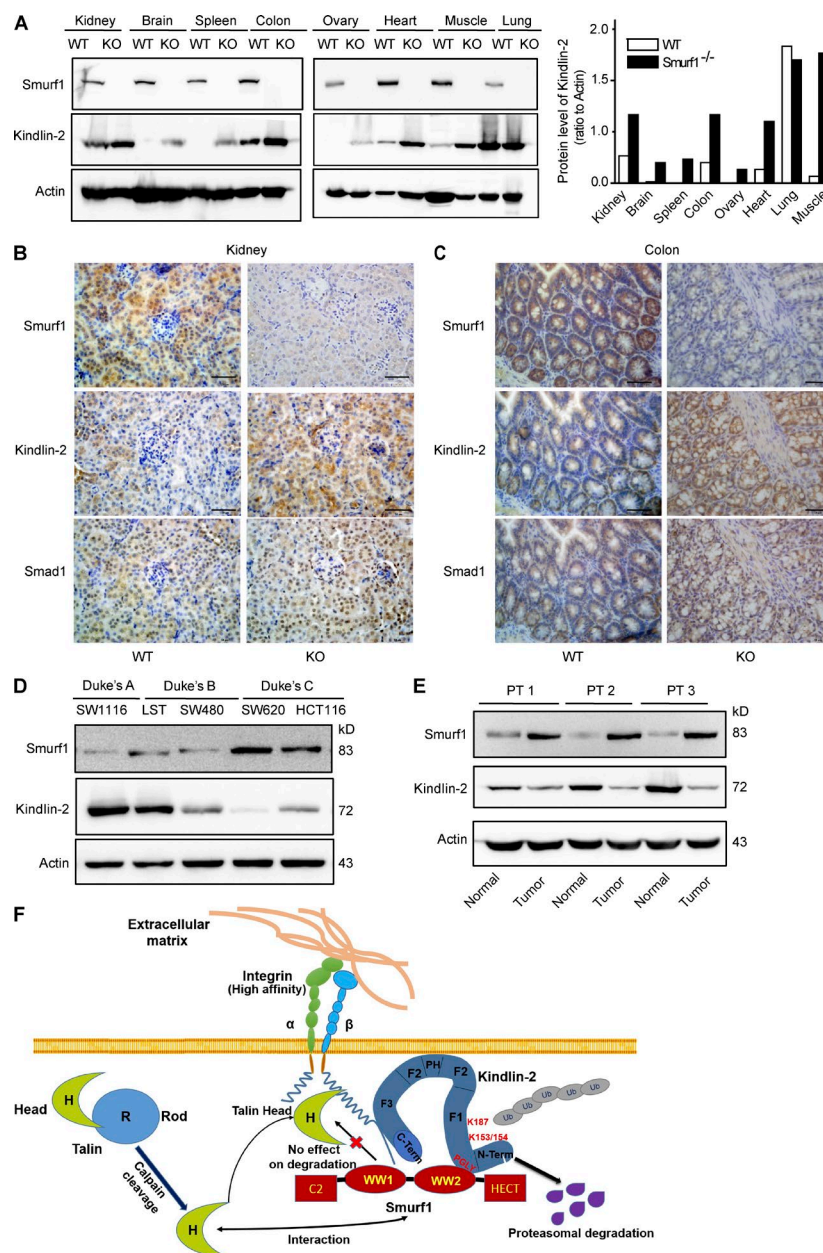 A
Kidney Brain Spleen Colon Ovary Heart Muscle Lung
WT KO WT KO WT KO WT KO WT KO WT KO WT KO WT KO
Smurf1
Kindlin-2
Actin
Protein level of Kindlin-2
(ratio to Actin)
WT
Smurf1-/-
2.0
1.0
0.0
Kidney
Brain
Spleen
Colon
Ovary
Heart
Lung
Muscle
B
Kidney
Smurf1
Kindlin-2
Smad1
WT KO
C
Colon
Smurf1
Kindlin-2
Smad1
WT KO
D
Duke's A Duke's B Duke's C
SW1116 LST SW480 SW620 HCT116
kD
Smurf1 83
Kindlin-2 72
Actin 43
E
PT 1 PT 2 PT 3
kD
Smurf1 83
Kindlin-2 72
Actin 43
Normal Tumor Normal Tumor Normal Tumor
F
Extracellular
matrix
Integrin
(High affinity)
α β
Head
H
R
Rod
Talin
Calpain
cleavage
H
Talin Head
H
No effect
on degradation
Interaction
F3
F2
PH
F2
F1
C-Term
N-Term
Kindlin-2
K187
K153/154
PGLY
Ub Ub Ub Ub Ub
C2 WW1 WW2 HECT
Smurf1
Proteasomal degradation